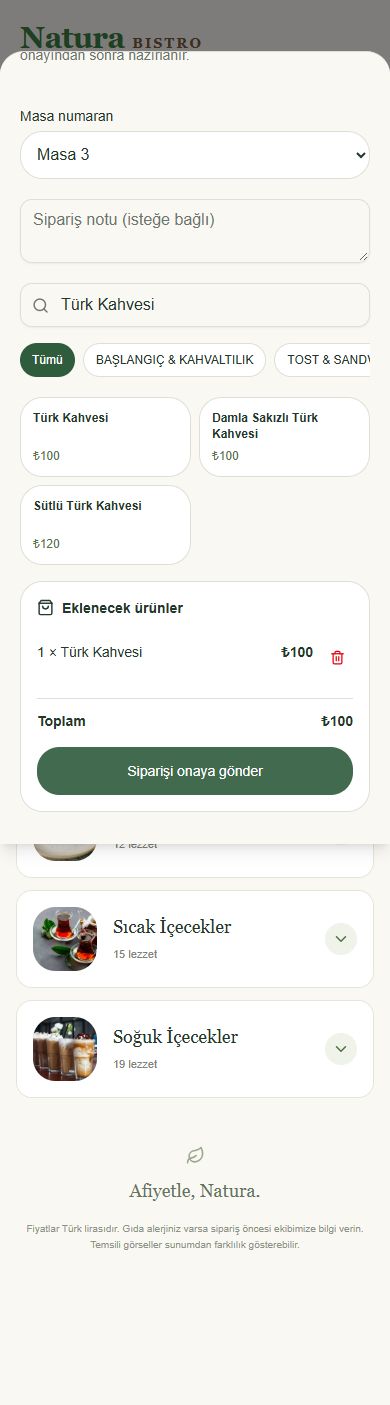 Natura BISTRO
onayından sonra hazırlanır.
Masa numaran
Masa 3
Sipariş notu (isteğe bağlı)
Türk Kahvesi
Tümü
BAŞLANGIÇ & KAHVALTILIK
TOST & SANDV
Türk Kahvesi
₺100
Damla Sakızlı Türk
Kahvesi
₺100
Sütlü Türk Kahvesi
₺120
Eklenecek ürünler
1 × Türk Kahvesi ₺100
Toplam ₺100
Siparişi onaya gönder
12 lezzet
Sıcak İçecekler
15 lezzet
Soğuk İçecekler
19 lezzet
Afiyetle, Natura.
Fiyatlar Türk lirasıdır. Gıda alerjiniz varsa sipariş öncesi ekibimize bilgi verin.
Temsili görseller sunumdan farklılık gösterebilir.